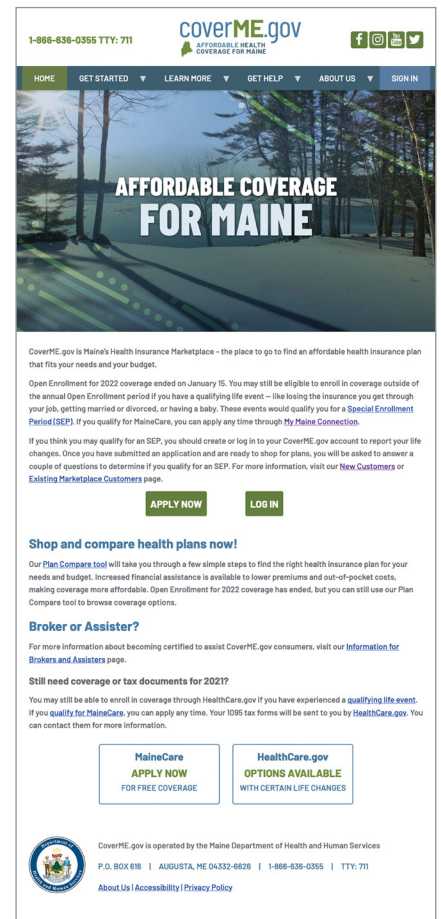 1-866-636-0355 TTY: 711
coverME.gov
AFFORDABLE HEALTH
COVERAGE FOR MAINE
You
Tube
HOME GET STARTED ▼ LEARN MORE ▼ GET HELP ▼ ABOUT US ▼ SIGN IN
AFFORDABLE COVERAGE
FOR MAINE
CoverME.gov is Maine's Health Insurance Marketplace – the place to go to find an affordable health insurance plan
that fits your needs and your budget.
Open Enrollment for 2022 coverage ended on January 15. You may still be eligible to enroll in coverage outside of
the annual Open Enrollment period if you have a qualifying life event — like losing the insurance you get through
your job, getting married or divorced, or having a baby. These events would qualify you for a Special Enrollment
Period (SEP). If you qualify for MaineCare, you can apply any time through My Maine Connection.
If you think you may qualify for an SEP, you should create or log in to your CoverME.gov account to report your life
changes. Once you have submitted an application and are ready to shop for plans, you will be asked to answer a
couple of questions to determine if you qualify for an SEP. For more information, visit our New Customers or
Existing Marketplace Customers page.
APPLY NOW LOG IN
Shop and compare health plans now!
Our Plan Compare tool will take you through a few simple steps to find the right health insurance plan for your
needs and budget. Increased financial assistance is available to lower premiums and out-of-pocket costs,
making coverage more affordable. Open Enrollment for 2022 coverage has ended, but you can still use our Plan
Compare tool to browse coverage options.
Broker or Assister?
For more information about becoming certified to assist CoverME.gov consumers, visit our Information for
Brokers and Assisters page.
Still need coverage or tax documents for 2021?
You may still be able to enroll in coverage through HealthCare.gov if you have experienced a qualifying life event.
If you qualify for MaineCare, you can apply any time. Your 1095 tax forms will be sent to you by HealthCare.gov. You
can contact them for more information.
MaineCare
APPLY NOW
FOR FREE COVERAGE
HealthCare.gov
OPTIONS AVAILABLE
WITH CERTAIN LIFE CHANGES
Department of
Health and Human Services
CoverME.gov is operated by the Maine Department of Health and Human Services
P.O. BOX 616 | AUGUSTA, ME 04332-6626 | 1-866-636-0355 | TTY: 711
About Us | Accessibility | Privacy Policy